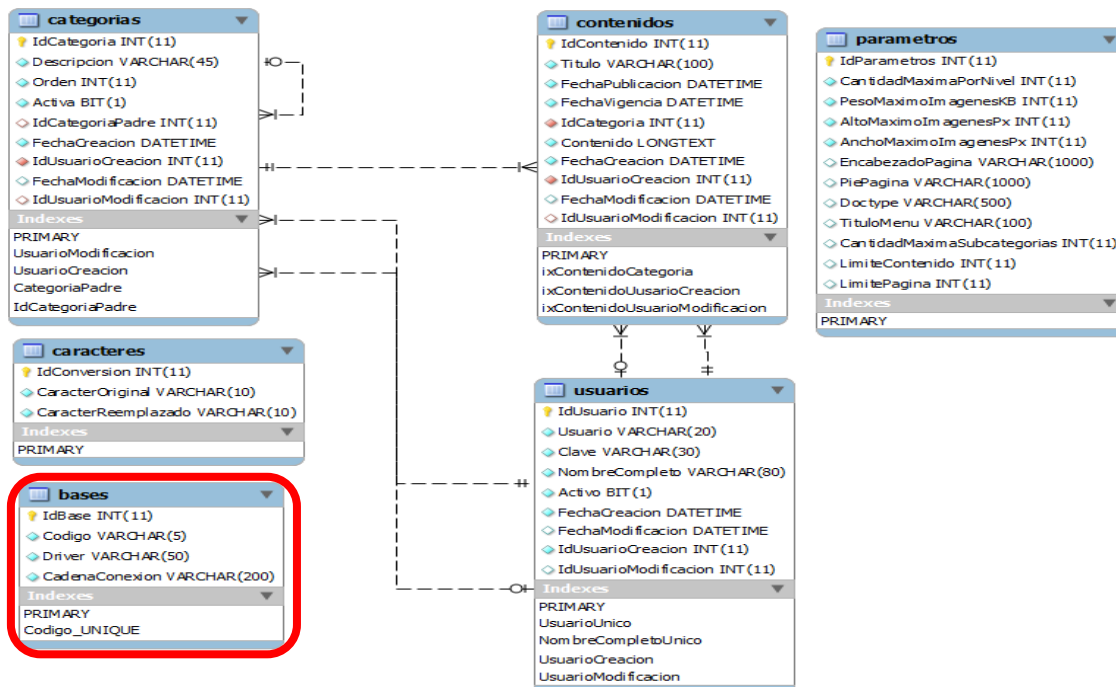 categorias
IdCategoria INT(11)
Descripcion VARCHAR(45)
Orden INT(11)
Activa BIT(1)
IdCategoriaPadre INT(11)
FechaCreacion DATETIME
IdUsuarioCreacion INT(11)
FechaModificacion DATETIME
IdUsuarioModificacion INT(11)
Indexes
PRIMARY
UsuarioModificacion
UsuarioCreacion
CategoriaPadre
IdCategoriaPadre
contenidos
IdContenido INT(11)
Titulo VARCHAR(100)
FechaPublicacion DATETIME
FechaVigencia DATETIME
IdCategoria INT(11)
Contenido LONGTEXT
FechaCreacion DATETIME
IdUsuarioCreacion INT(11)
FechaModificacion DATETIME
IdUsuarioModificacion INT(11)
Indexes
PRIMARY
ixContenidoCategoria
ixContenidoUusarioCreacion
ixContenidoUsuarioModificacion
parametros
IdParametros INT(11)
CantidadMaximaPorNivel INT(11)
PesoMaximoImagenesKB INT(11)
AltoMaximoImagenesPx INT(11)
AnchoMaximoImagenesPx INT(11)
EncabezadoPagina VARCHAR(1000)
PiePagina VARCHAR(1000)
Doctype VARCHAR(500)
TituloMenu VARCHAR(100)
CantidadMaximaSubcategorias INT(11)
LimiteContenido INT(11)
LimitePagina INT(11)
Indexes
PRIMARY
caracteres
IdConversion INT(11)
CaracterOriginal VARCHAR(10)
CaracterReemplazado VARCHAR(10)
Indexes
PRIMARY
bases
IdBase INT(11)
Codigo VARCHAR(5)
Driver VARCHAR(50)
CadenaConexion VARCHAR(200)
Indexes
PRIMARY
Codigo_UNIQUE
usuarios
IdUsuario INT(11)
Usuario VARCHAR(20)
Clave VARCHAR(30)
NombreCompleto VARCHAR(80)
Activo BIT(1)
FechaCreacion DATETIME
FechaModificacion DATETIME
IdUsuarioCreacion INT(11)
IdUsuarioModificacion INT(11)
Indexes
PRIMARY
UsuarioUnico
NombreCompletoUnico
UsuarioCreacion
UsuarioModificacion